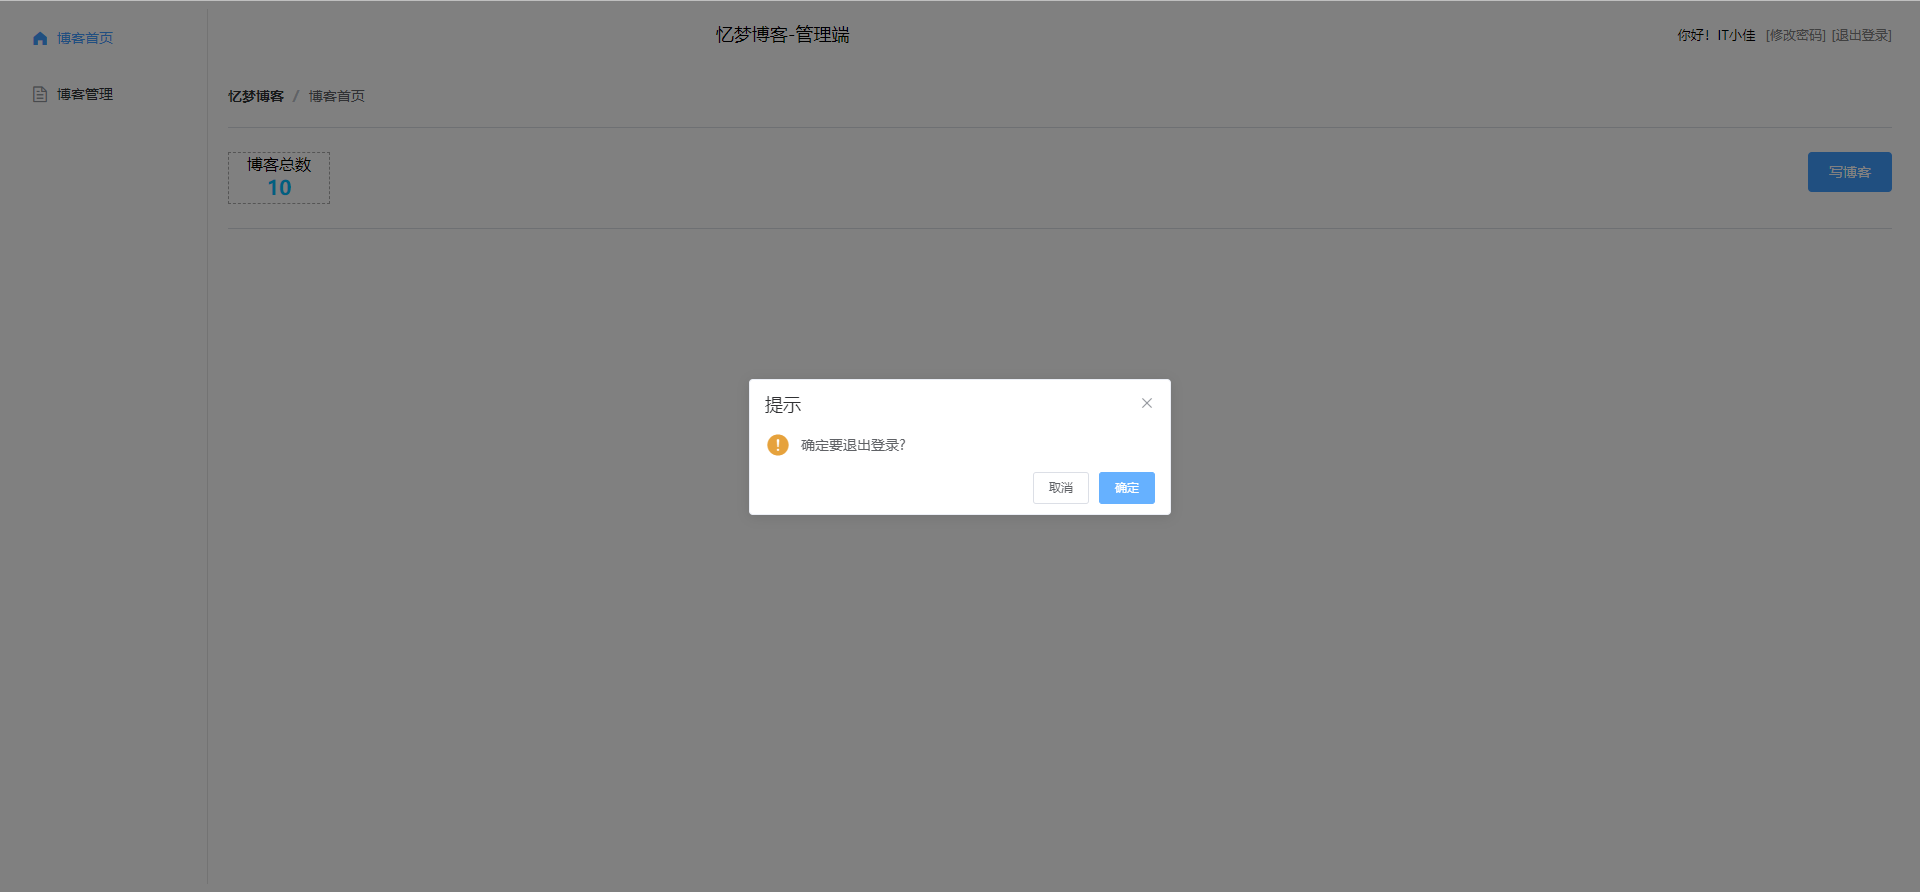 博客首页
博客管理
忆梦博客-管理端
你好！IT小佳 [修改密码] [退出登录]
忆梦博客 / 博客首页
博客总数
10
写博客
提示
确定要退出登录?
取消
确定